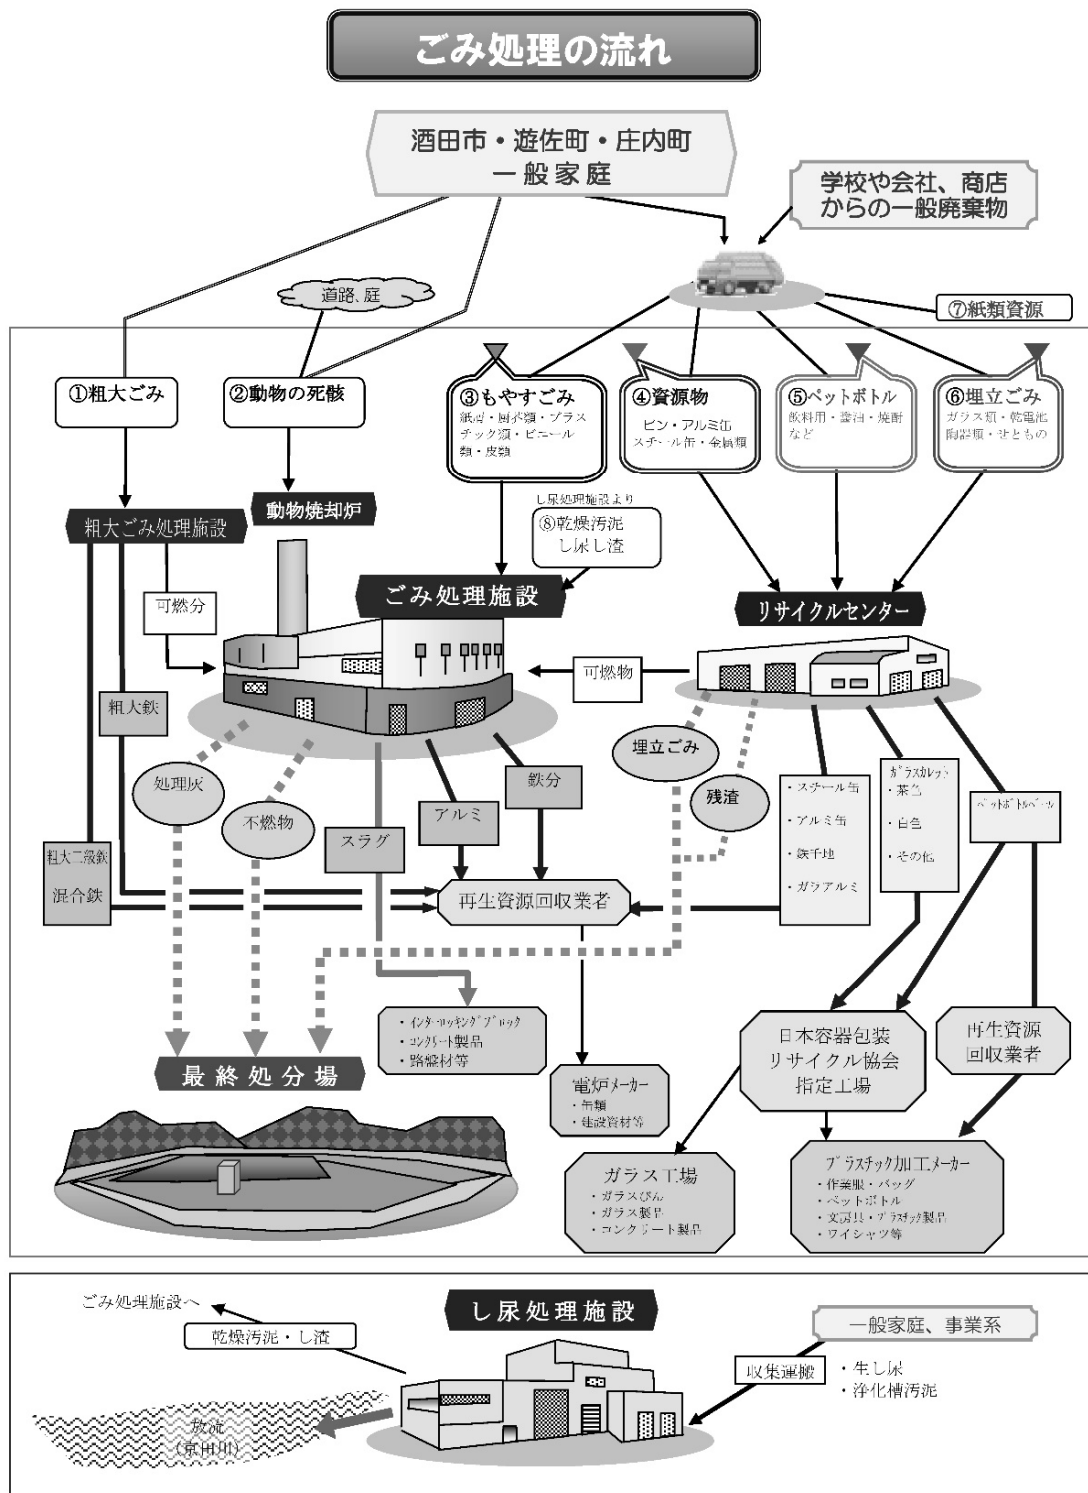 ごみ処理の流れ
酒田市・遊佐町・庄内町
一般家庭
学校や会社、商店
からの一般廃棄物
道路、庭
⑦紙類資源
①粗大ごみ
②動物の死骸
③もやすごみ
紙屑・厨芥類・プラス
チック類・ビニール
類・皮類
④資源物
ビン・アルミ缶
スチール缶・金属類
⑤ペットボトル
飲料用・醤油・焼酎
など
⑥埋立ごみ
ガラス類・乾電池
陶器類・せともの
粗大ごみ処理施設
動物焼却炉
し尿処理施設より
⑧乾燥汚泥
し尿し渣
ごみ処理施設
リサイクルセンター
可燃分
可燃物
粗大鉄
処理灰
不燃物
スラグ
アルミ
鉄分
埋立ごみ
残渣
・スチール缶
・アルミ缶
・鉄千地
・ガラアルミ
ガラスカレット
・茶色
・白色
・その他
ペットボトルベール
粗大二級鉄
混合鉄
再生資源回収業者
・インターロッキングブロック
・コンクリート製品
・路盤材等
日本容器包装
リサイクル協会
指定工場
再生資源
回収業者
最終処分場
電炉メーカー
・缶類
・建設資材等
ガラス工場
・ガラスびん
・ガラス製品
・コンクリート製品
プラスチック加工メーカー
・作業服・バッグ
・ペットボトル
・文房具・プラスチック製品
・ワイシャツ等
ごみ処理施設へ
乾燥汚泥・し渣
し尿処理施設
一般家庭、事業系
収集運搬
・生し尿
・浄化槽汚泥
放流
(京田川)